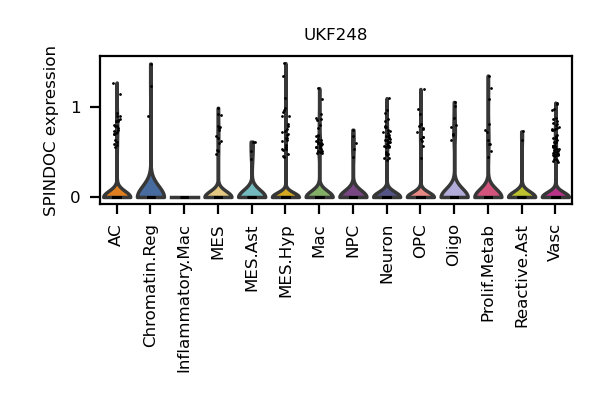 UKF248
SPINDOC expression
1
0
AC
Chromatin.Reg
Inflammatory.Mac
MES
MES.Ast
MES.Hyp
Mac
NPC
Neuron
OPC
Oligo
Prolif.Metab
Reactive.Ast
Vasc